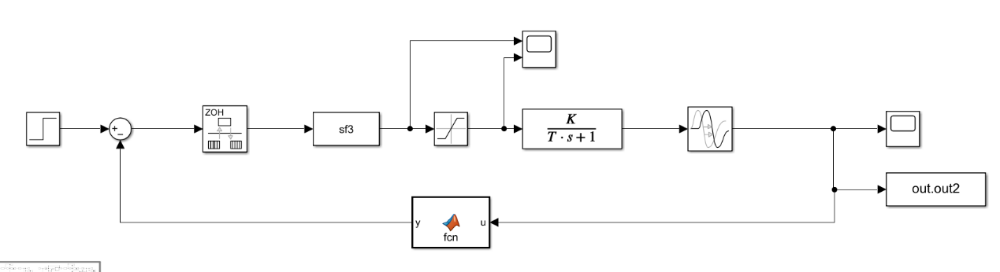 ZOH
+
−
sf3
K
T · s + 1
out.out2
y
u
fcn